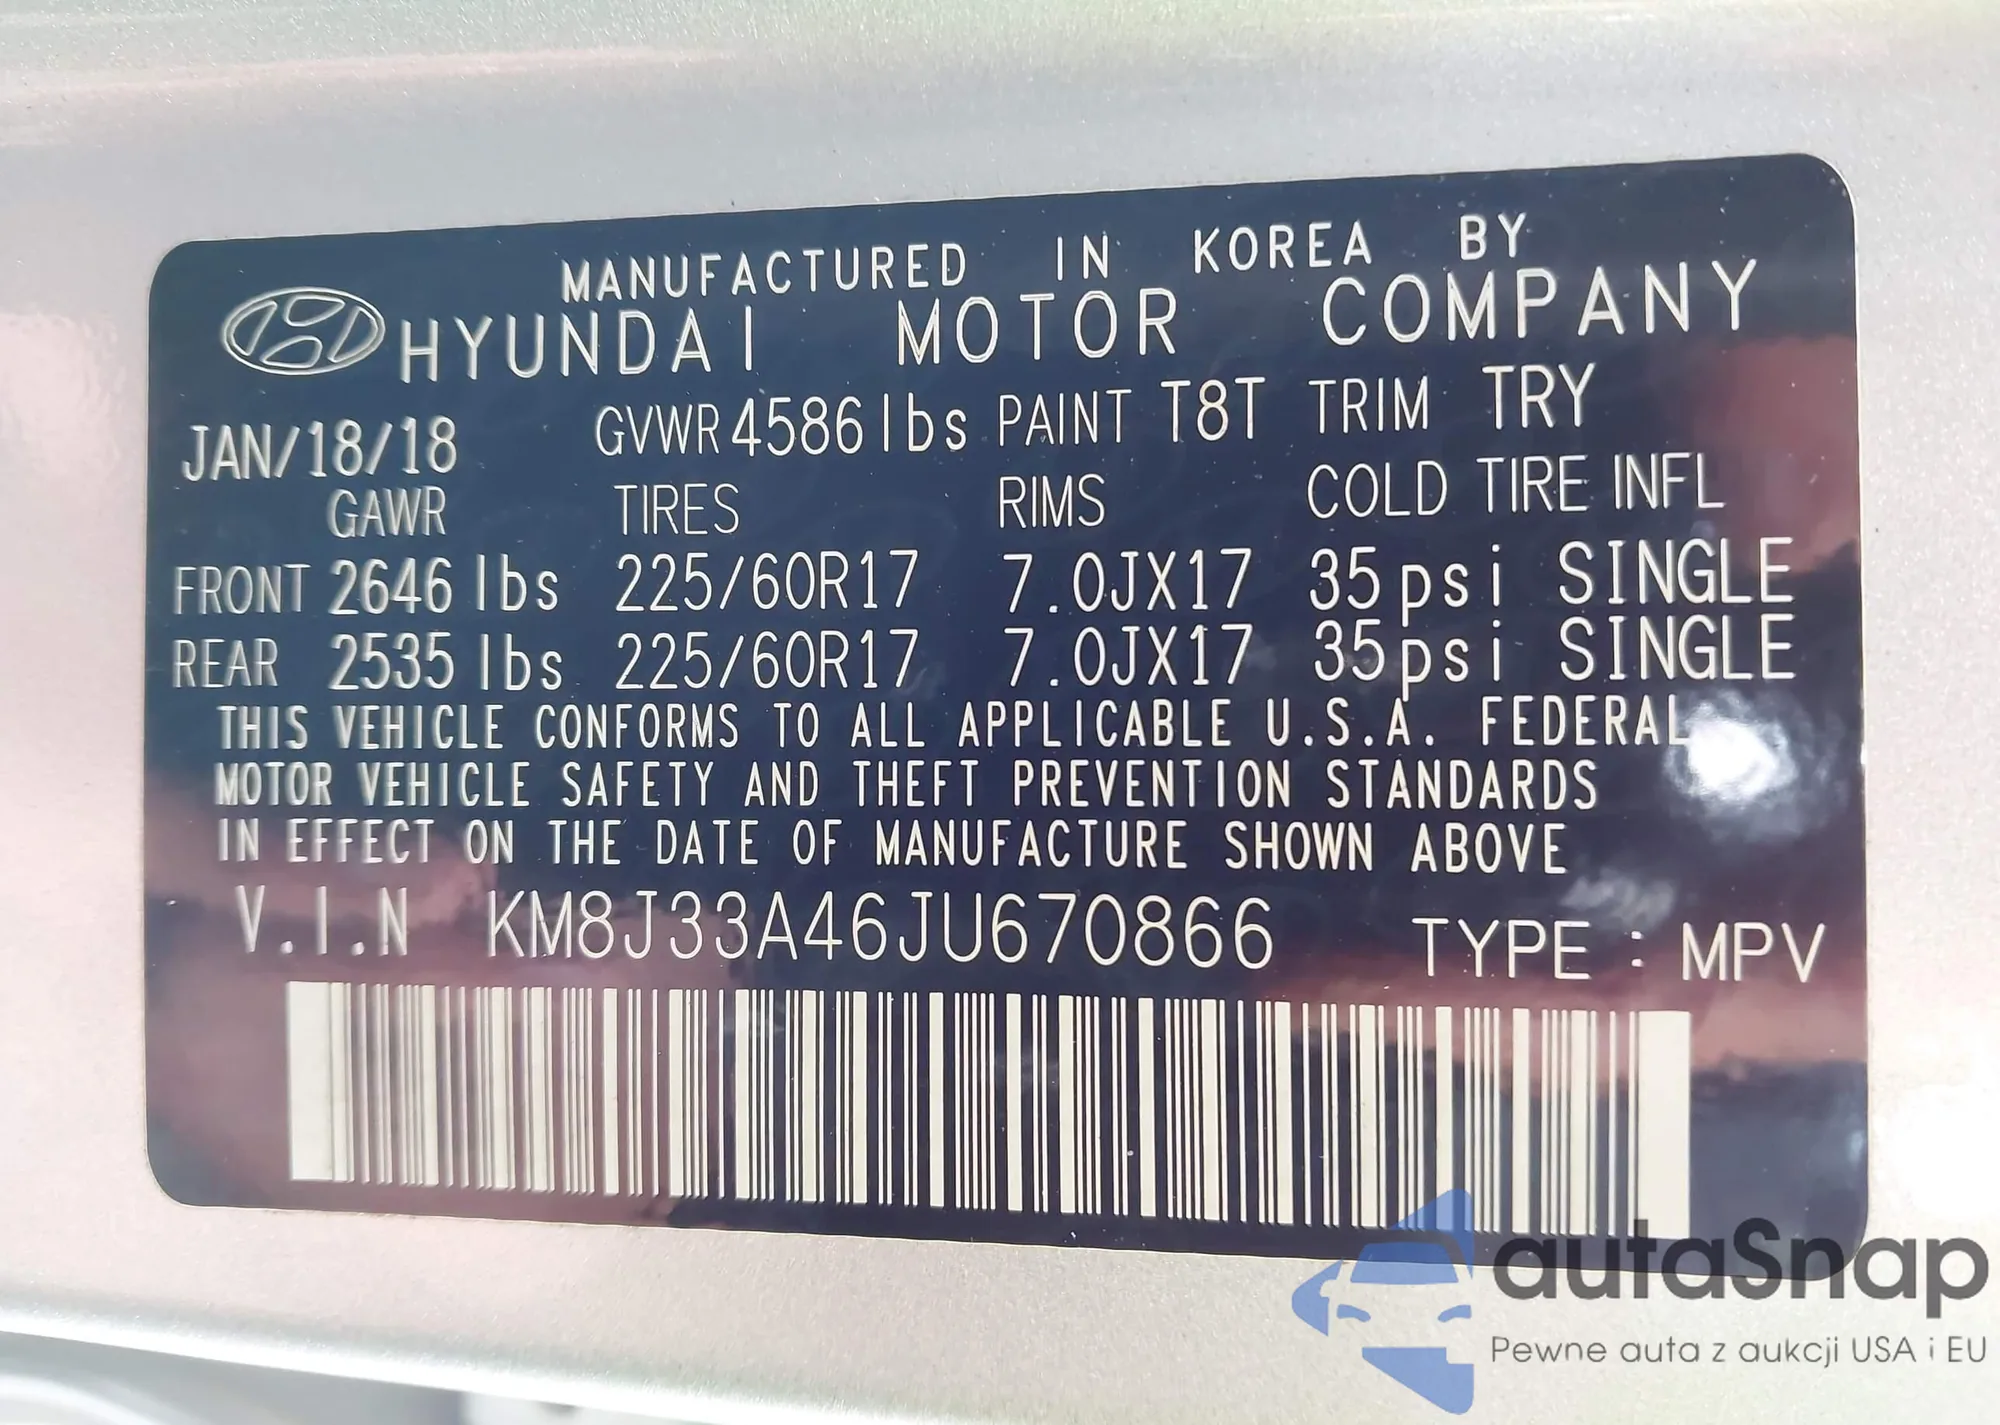 MANUFACTURED IN KOREA BY
HYUNDAI MOTOR COMPANY
JAN/18/18 GVWR 4586 lbs PAINT T8T TRIM TRY
GAWR TIRES RIMS COLD TIRE INFL
FRONT 2646 lbs 225/60R17 7.0JX17 35psi SINGLE
REAR 2535 lbs 225/60R17 7.0JX17 35psi SINGLE
THIS VEHICLE CONFORMS TO ALL APPLICABLE U.S.A. FEDERAL
MOTOR VEHICLE SAFETY AND THEFT PREVENTION STANDARDS
IN EFFECT ON THE DATE OF MANUFACTURE SHOWN ABOVE
V.I.N KM8J33A46JU670866 TYPE : MPV
autaSnap
Pewne auta z aukcji USA i EU